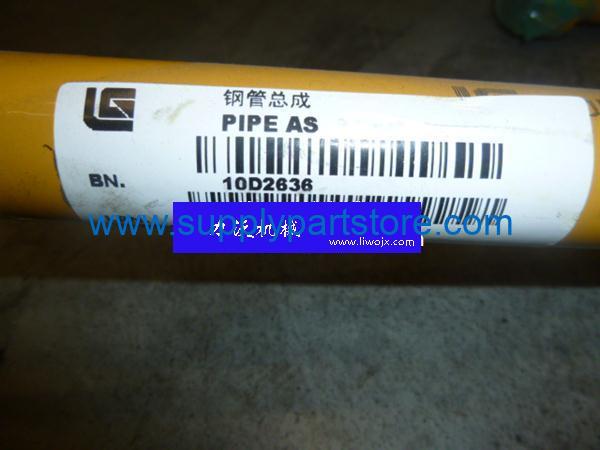 LG
钢管总成
PIPE AS
BN.
10D2636
www.supplypartstore.com
力沃机械
www.liwojx.com